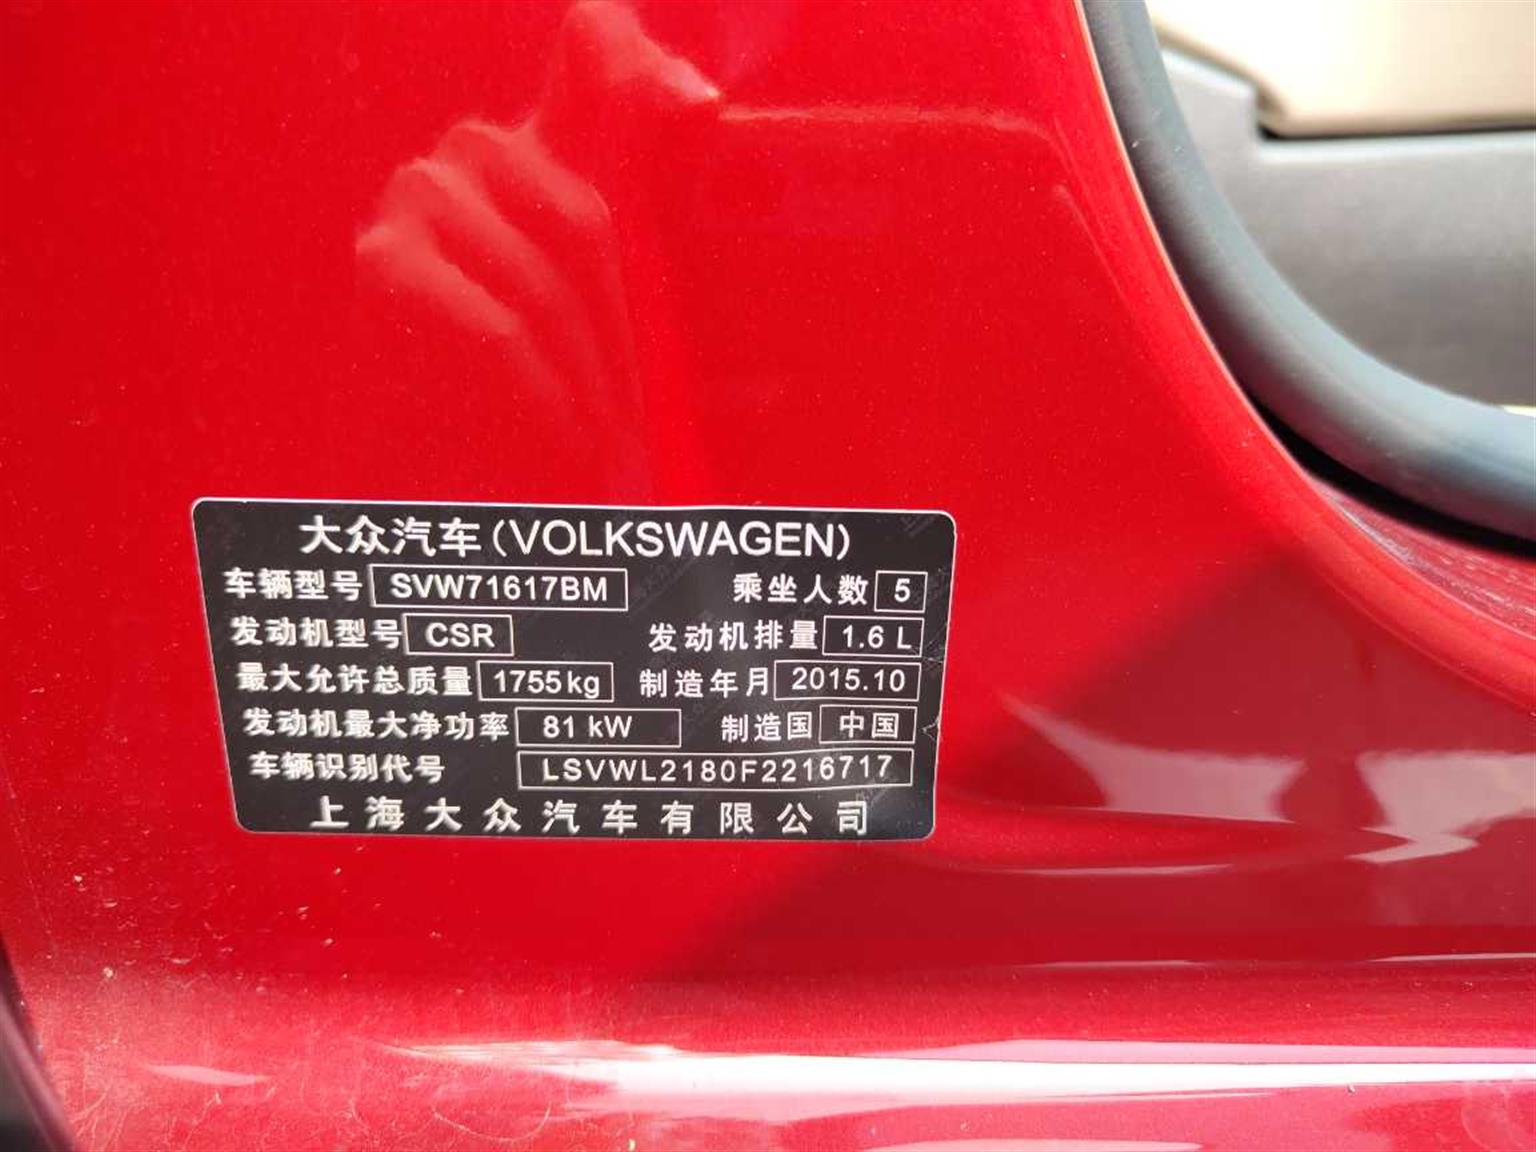 大众汽车(VOLKSWAGEN)
车辆型号 SVW71617BM 乘坐人数 5
发动机型号 CSR 发动机排量 1.6 L
最大允许总质量 1755kg 制造年月 2015.10
发动机最大净功率 81 kW 制造国 中国
车辆识别代号 LSVWL2180F2216717
上海大众汽车有限公司